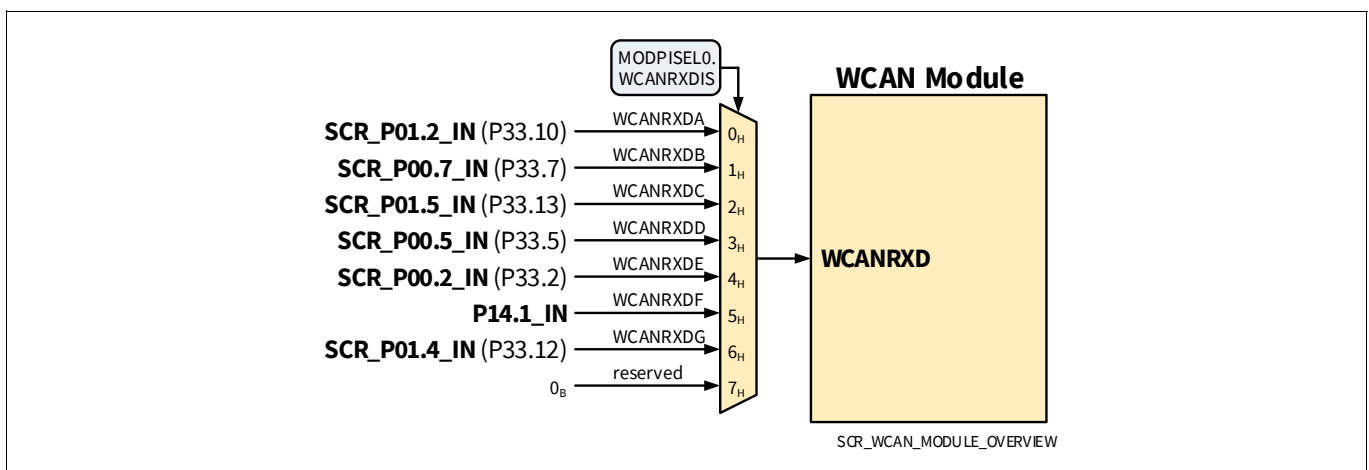 MODPISEL0.
WCANRXDIS
WCAN Module
SCR_P01.2_IN (P33.10) WCANRXDA 0H
SCR_P00.7_IN (P33.7) WCANRXDB 1H
SCR_P01.5_IN (P33.13) WCANRXDC 2H
SCR_P00.5_IN (P33.5) WCANRXDD 3H
WCANRXD
SCR_P00.2_IN (P33.2) WCANRXDE 4H
P14.1_IN WCANRXDF 5H
SCR_P01.4_IN (P33.12) WCANRXDG 6H
0B reserved 7H
SCR_WCAN_MODULE_OVERVIEW